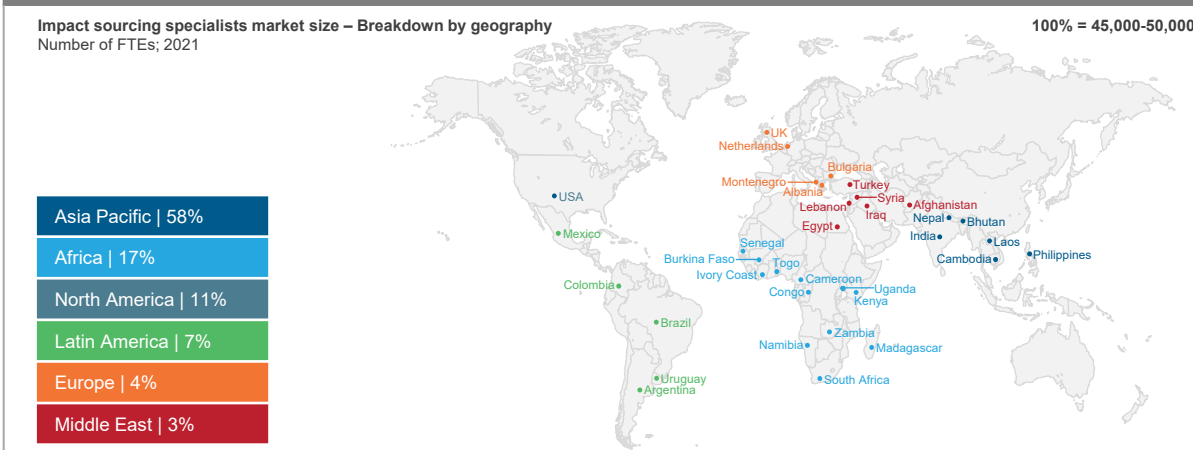 Impact sourcing specialists market size – Breakdown by geography
100% = 45,000-50,000
Number of FTEs; 2021
Asia Pacific | 58%
Africa | 17%
North America | 11%
Latin America | 7%
Europe | 4%
Middle East | 3%
USA
Mexico
Colombia
Brazil
Uruguay
Argentina
UK
Netherlands
Bulgaria
Montenegro
Albania
Turkey
Syria
Lebanon
Iraq
Afghanistan
Egypt
Nepal
Bhutan
India
Laos
Cambodia
Philippines
Senegal
Burkina Faso
Togo
Ivory Coast
Cameroon
Congo
Uganda
Kenya
Zambia
Namibia
Madagascar
South Africa